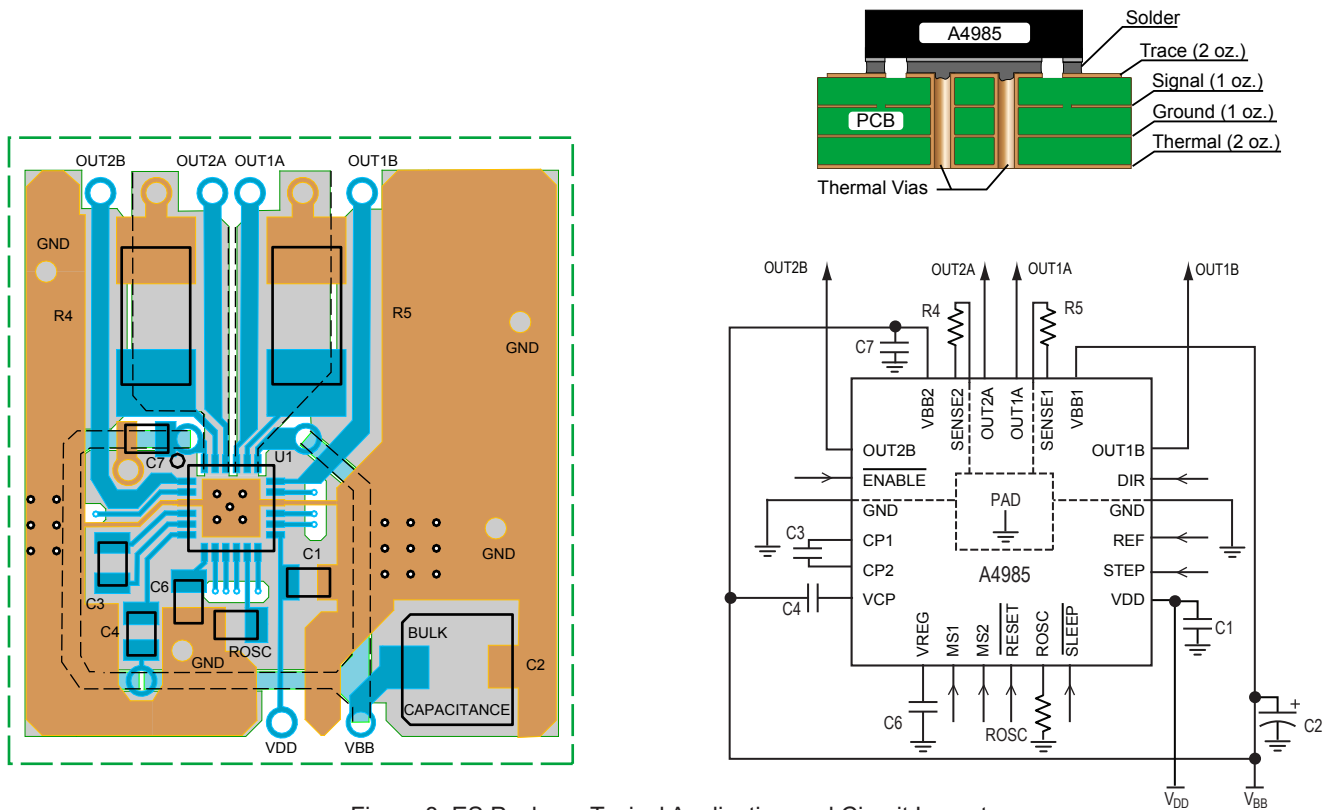 A4985
Solder
Trace (2 oz.)
Signal (1 oz.)
Ground (1 oz.)
Thermal (2 oz.)
PCB
Thermal Vias
OUT2B
OUT2A
OUT1A
OUT1B
GND
R4
R5
GND
C7
U1
GND
C3
C6
C1
C4
ROSC
GND
BULK
CAPACITANCE
C2
VDD
VBB
OUT2B
OUT2A
OUT1A
OUT1B
R4
R5
C7
VBB2
SENSE2
OUT2A
OUT1A
SENSE1
VBB1
OUT2B
ENABLE
GND
CP1
CP2
VCP
C3
C4
PAD
A4985
OUT1B
DIR
GND
REF
STEP
VDD
C1
VREG
MS1
MS2
RESET
ROSC
SLEEP
C6
ROSC
C2
+
VDD
VBB